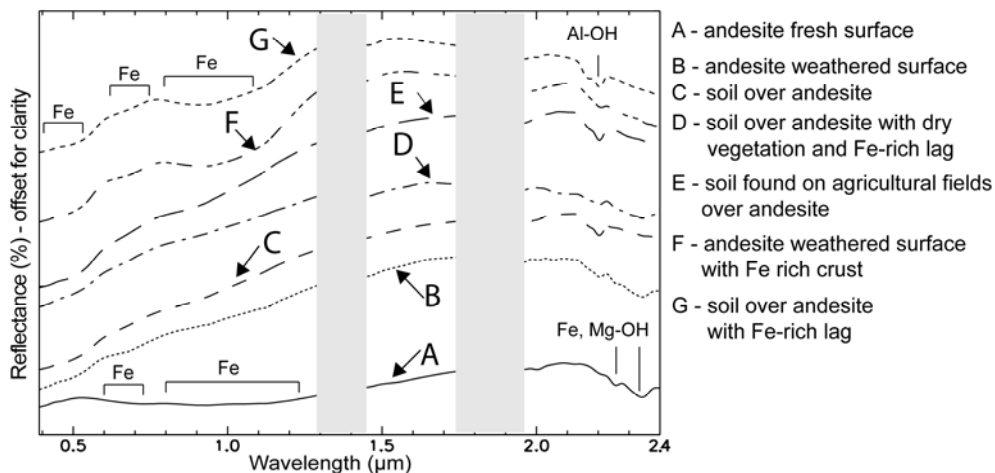 Reflectance (%) - offset for clarity
Fe
Fe
Fe
G
Al-OH
F
E
D
C
B
Fe, Mg-OH
A
Fe
Fe
0.5
1.0
1.5
2.0
2.4
Wavelength (µm)
A - andesite fresh surface
B - andesite weathered surface
C - soil over andesite
D - soil over andesite with dry
vegetation and Fe-rich lag
E - soil found on agricultural fields
over andesite
F - andesite weathered surface
with Fe rich crust
G - soil over andesite
with Fe-rich lag